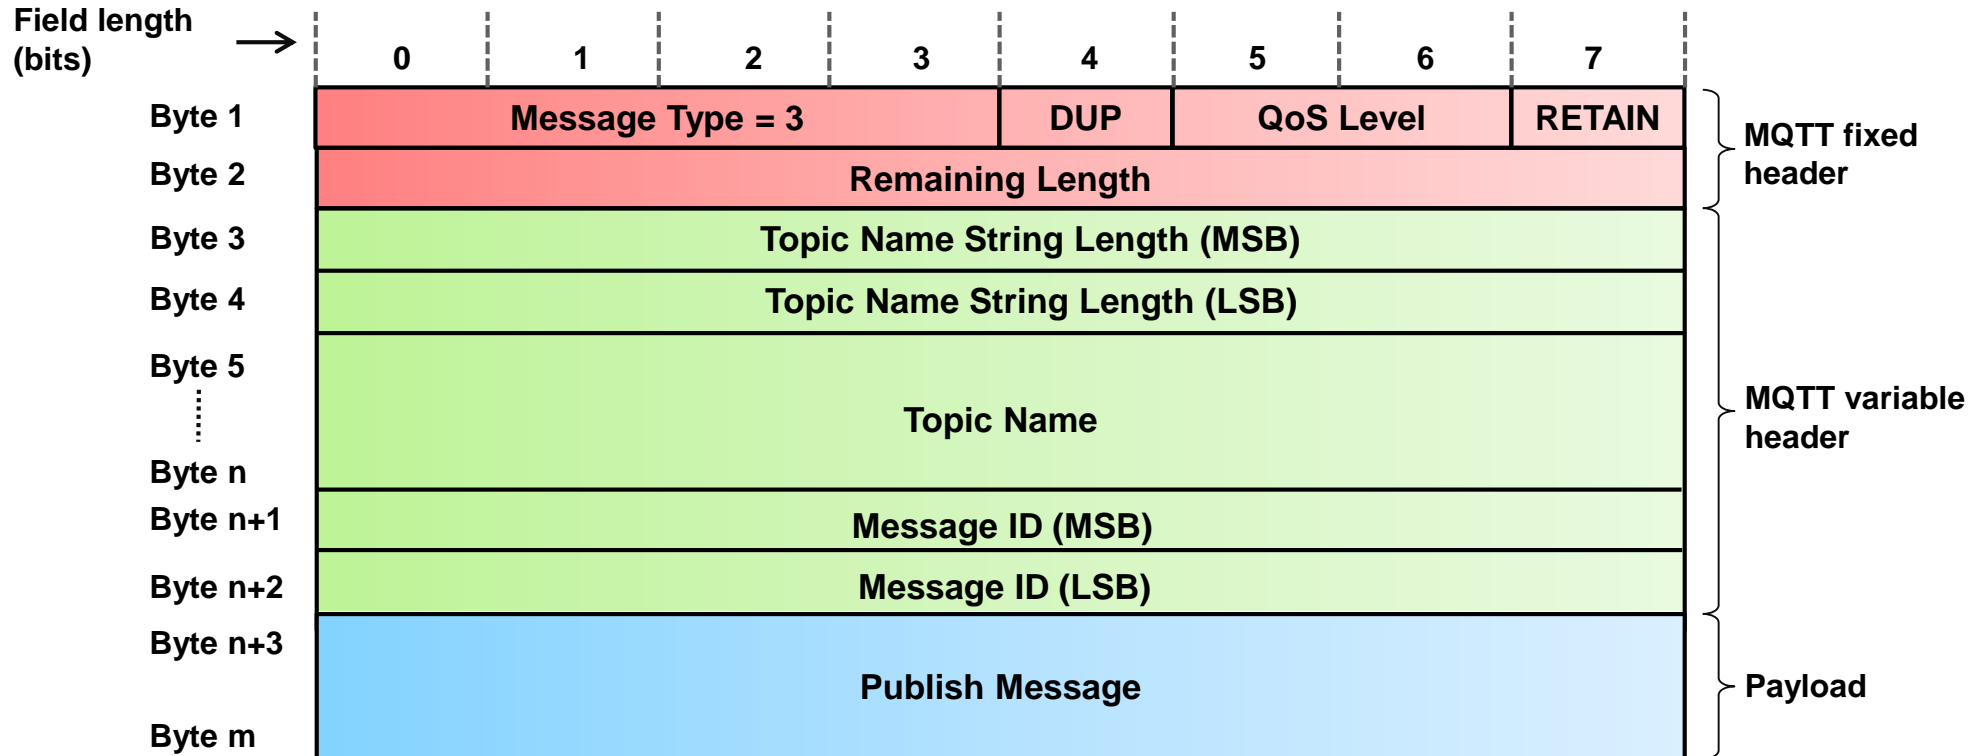 Field length
(bits)
0 1 2 3 4 5 6 7
Byte 1 Message Type = 3 DUP QoS Level RETAIN
MQTT fixed
header
Byte 2 Remaining Length
Byte 3 Topic Name String Length (MSB)
Byte 4 Topic Name String Length (LSB)
Byte 5
Topic Name
MQTT variable
header
Byte n
Byte n+1 Message ID (MSB)
Byte n+2 Message ID (LSB)
Byte n+3
Publish Message
Payload
Byte m